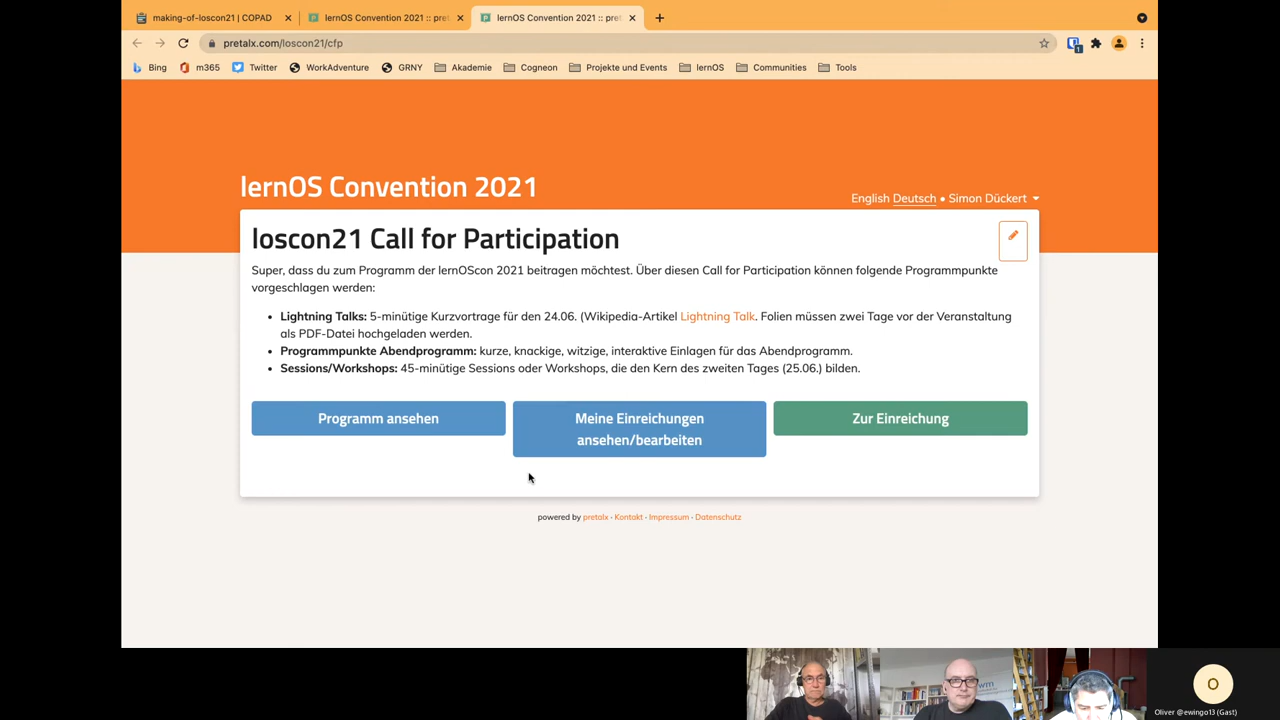 making-of-loscon21 | COPAD
lernOS Convention 2021 :: pret
lernOS Convention 2021 :: pret
pretalx.com/loscon21/cfp
1
Bing
m365
Twitter
WorkAdventure
GRNY
Akademie
Cogneon
Projekte und Events
lernOS
Communities
Tools
lernOS Convention 2021
English Deutsch • Simon Dückert
loscon21 Call for Participation
Super, dass du zum Programm der lernOScon 2021 beitragen möchtest. Über diesen Call for Participation können folgende Programmpunkte
vorgeschlagen werden:
• Lightning Talks: 5-minütige Kurzvortrage für den 24.06. (Wikipedia-Artikel Lightning Talk. Folien müssen zwei Tage vor der Veranstaltung
als PDF-Datei hochgeladen werden.
• Programmpunkte Abendprogramm: kurze, knackige, witzige, interaktive Einlagen für das Abendprogramm.
• Sessions/Workshops: 45-minütige Sessions oder Workshops, die den Kern des zweiten Tages (25.06.) bilden.
Programm ansehen
Meine Einreichungen
ansehen/bearbeiten
Zur Einreichung
powered by pretalx · Kontakt · Impressum · Datenschutz
O
Oliver @ewingo13 (Gast)